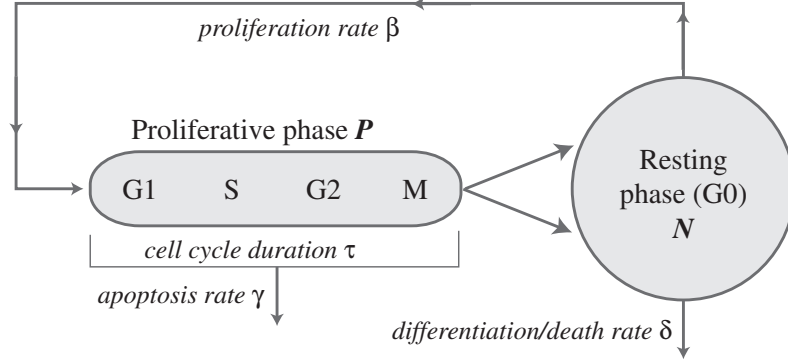 proliferation rate β
Proliferative phase P
G1 S G2 M
Resting
phase (G0)
N
cell cycle duration τ
apoptosis rate γ
differentiation/death rate δ